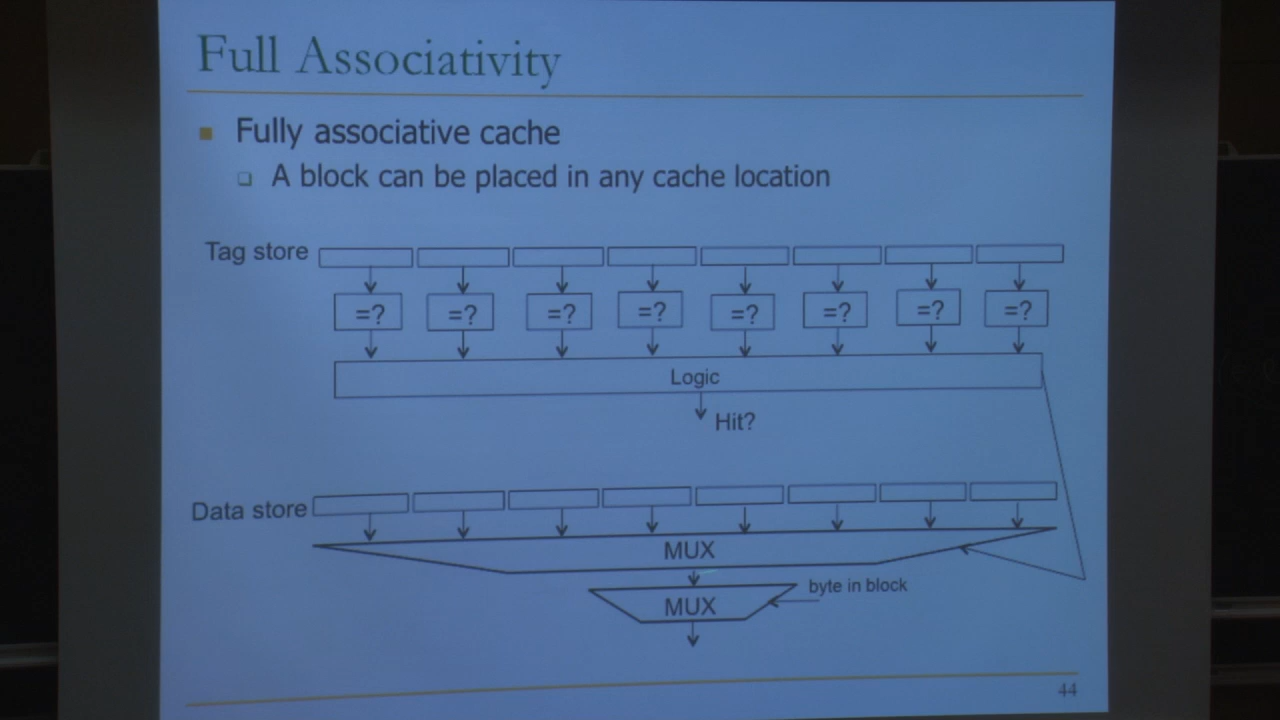 Full Associativity
Fully associative cache
A block can be placed in any cache location
Tag store
=? =? =? =? =? =? =? =?
Logic
Hit?
Data store
MUX
byte in block
MUX
44